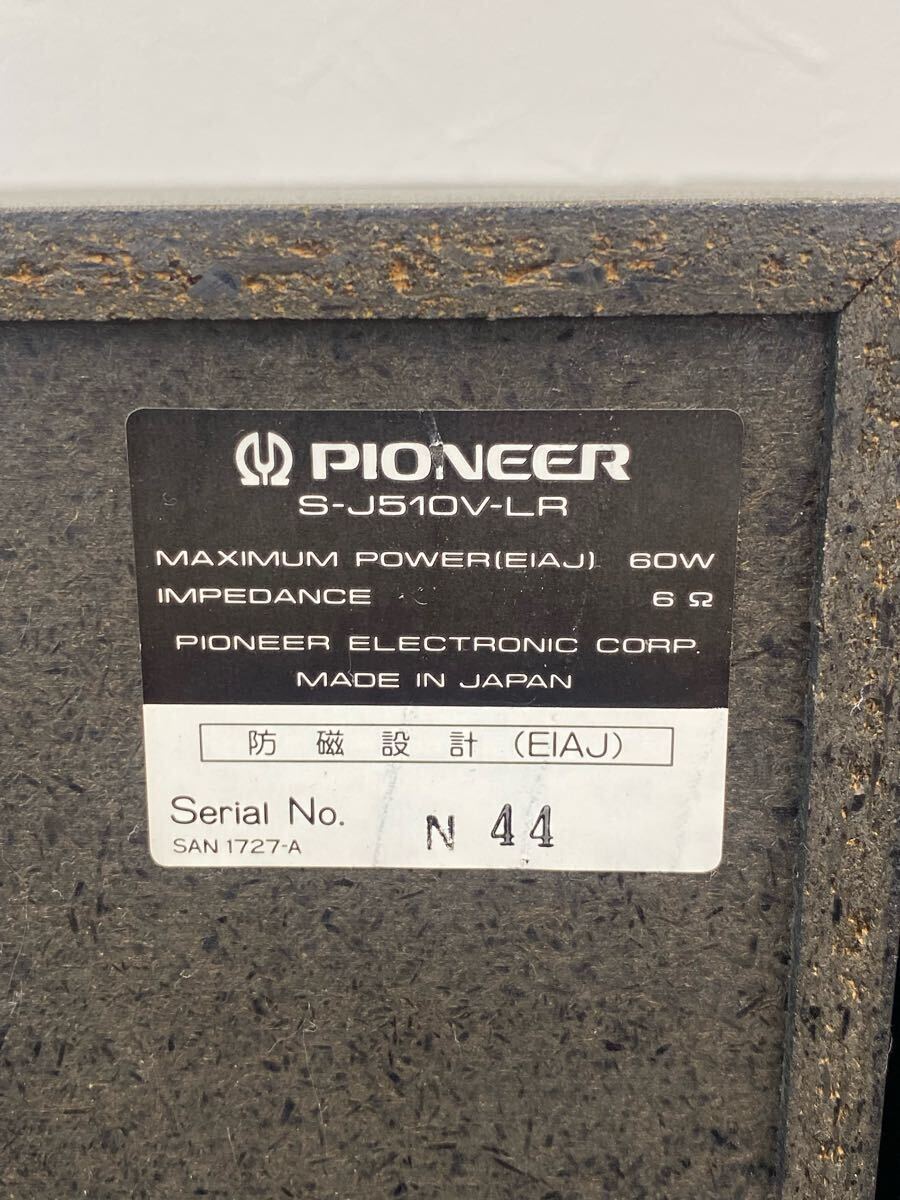 PIONEER
S-J510V-LR
MAXIMUM POWER(EIAJ) 60W
IMPEDANCE 6 Ω
PIONEER ELECTRONIC CORP.
MADE IN JAPAN
防磁設計 (EIAJ)
Serial No. N 44
SAN 1727-A